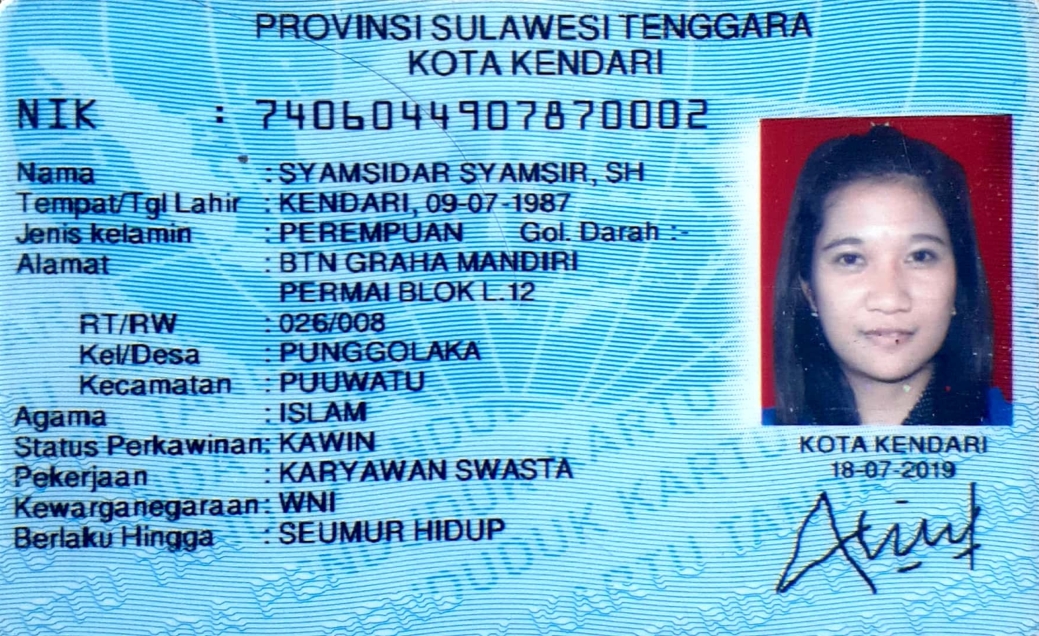 PROVINSI SULAWESI TENGGARA
KOTA KENDARI
NIK : 7406044907870002
Nama : SYAMSIDAR SYAMSIR, SH
Tempat/Tgl Lahir : KENDARI, 09-07-1987
Jenis kelamin : PEREMPUAN Gol. Darah :-
Alamat : BTN GRAHA MANDIRI
PERMAI BLOK L.12
RT/RW : 026/008
Kel/Desa : PUNGGOLAKA
Kecamatan : PUUWATU
Agama : ISLAM
Status Perkawinan: KAWIN
Pekerjaan : KARYAWAN SWASTA
Kewarganegaraan: WNI
Berlaku Hingga : SEUMUR HIDUP
KOTA KENDARI
18-07-2019